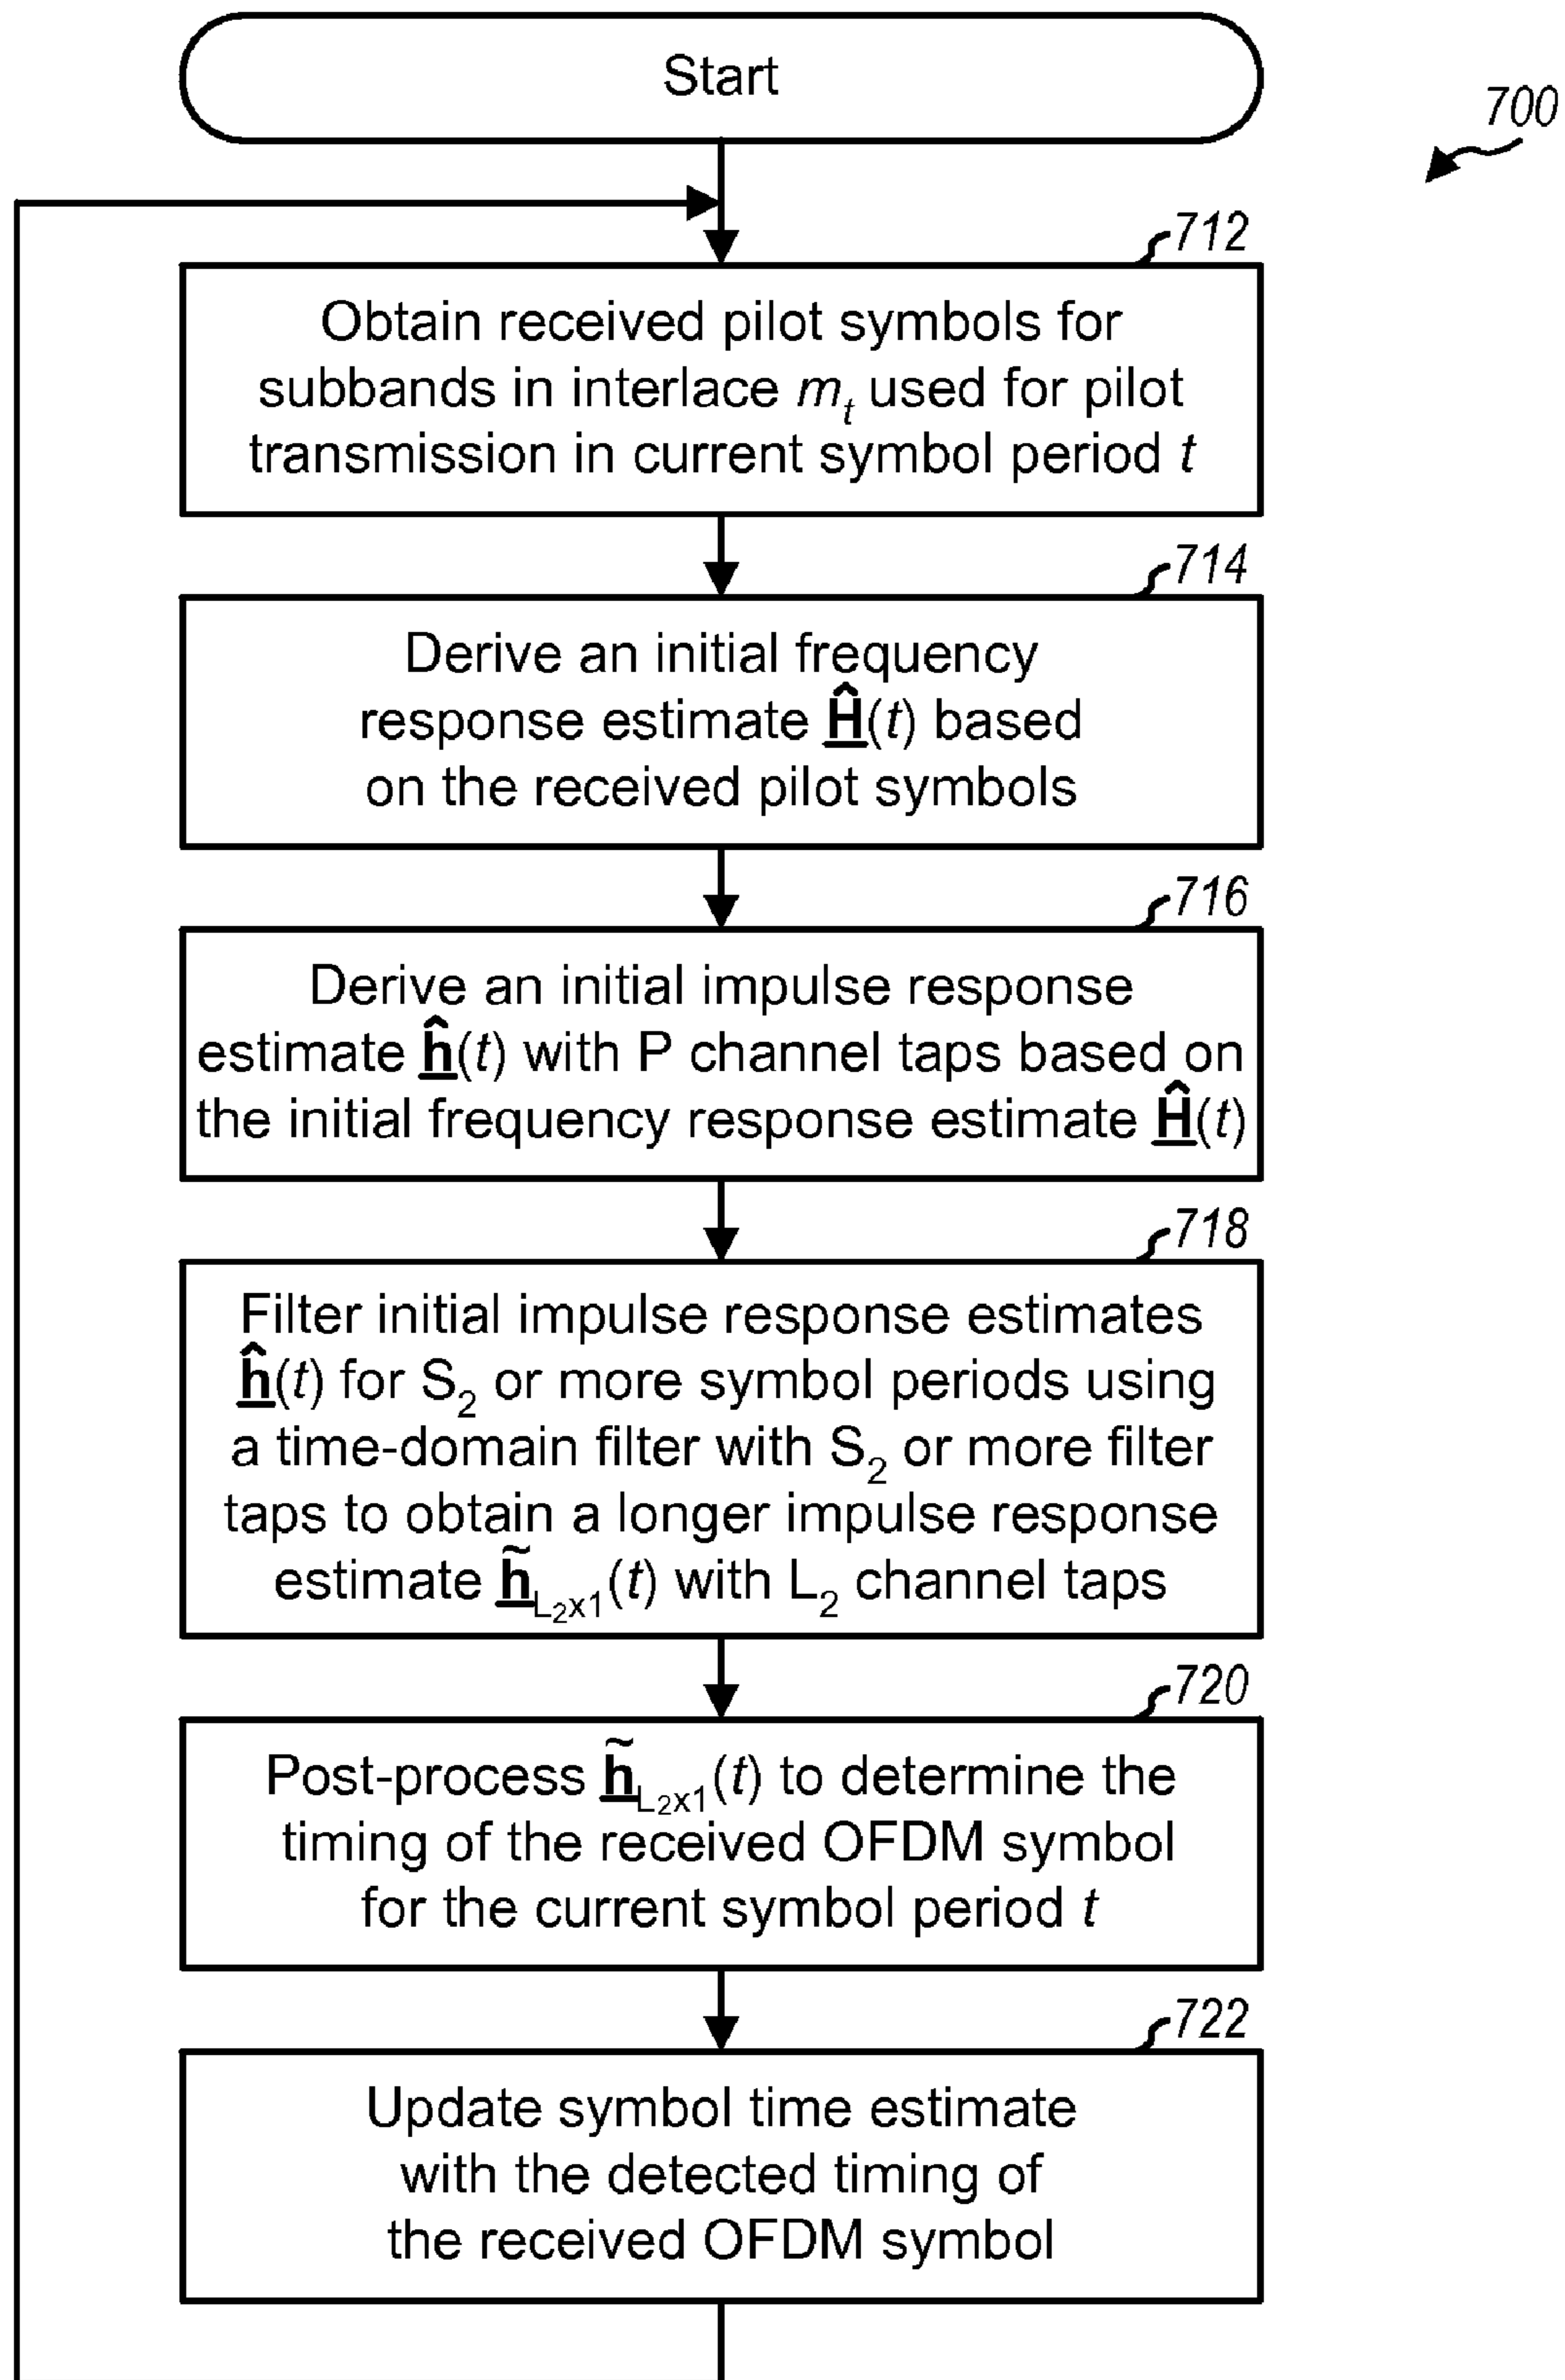 Start
700
712
Obtain received pilot symbols for
subbands in interlace mₜ used for pilot
transmission in current symbol period t
714
Derive an initial frequency
response estimate Ĥ(t) based
on the received pilot symbols
716
Derive an initial impulse response
estimate ĥ(t) with P channel taps based on
the initial frequency response estimate Ĥ(t)
718
Filter initial impulse response estimates
ĥ(t) for S₂ or more symbol periods using
a time-domain filter with S₂ or more filter
taps to obtain a longer impulse response
estimate h̃_L₂x1(t) with L₂ channel taps
720
Post-process h̃_L₂x1(t) to determine the
timing of the received OFDM symbol
for the current symbol period t
722
Update symbol time estimate
with the detected timing of
the received OFDM symbol